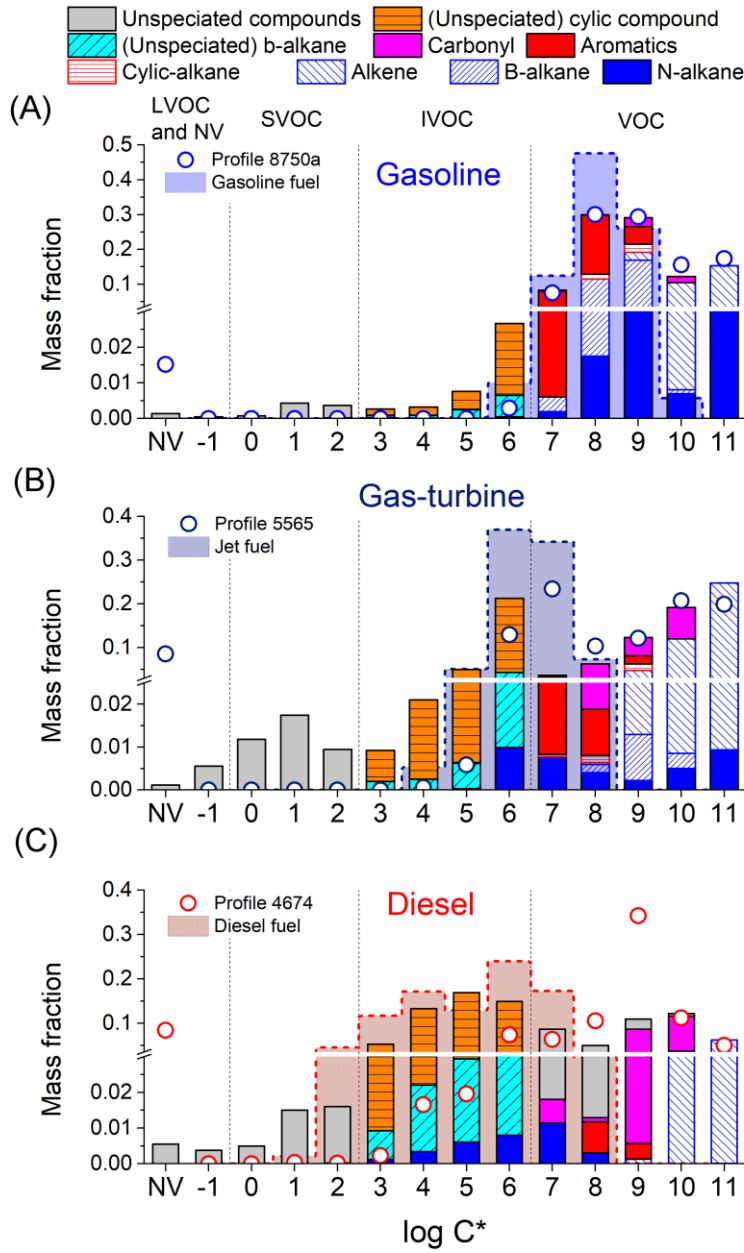 Unspeciated compounds (Unspeciated) cylic compound
(Unspeciated) b-alkane Carbonyl Aromatics
Cylic-alkane Alkene B-alkane N-alkane
(A)
LVOC and NV SVOC IVOC VOC
Gasoline
Profile 8750a
Gasoline fuel
Mass fraction
0.5
0.4
0.3
0.2
0.1
0.02
0.01
0.00
NV -1 0 1 2 3 4 5 6 7 8 9 10 11
(B)
Gas-turbine
Profile 5565
Jet fuel
Mass fraction
0.4
0.3
0.2
0.1
0.02
0.01
0.00
NV -1 0 1 2 3 4 5 6 7 8 9 10 11
(C)
Diesel
Profile 4674
Diesel fuel
Mass fraction
0.4
0.3
0.2
0.1
0.02
0.01
0.00
NV -1 0 1 2 3 4 5 6 7 8 9 10 11
log C*